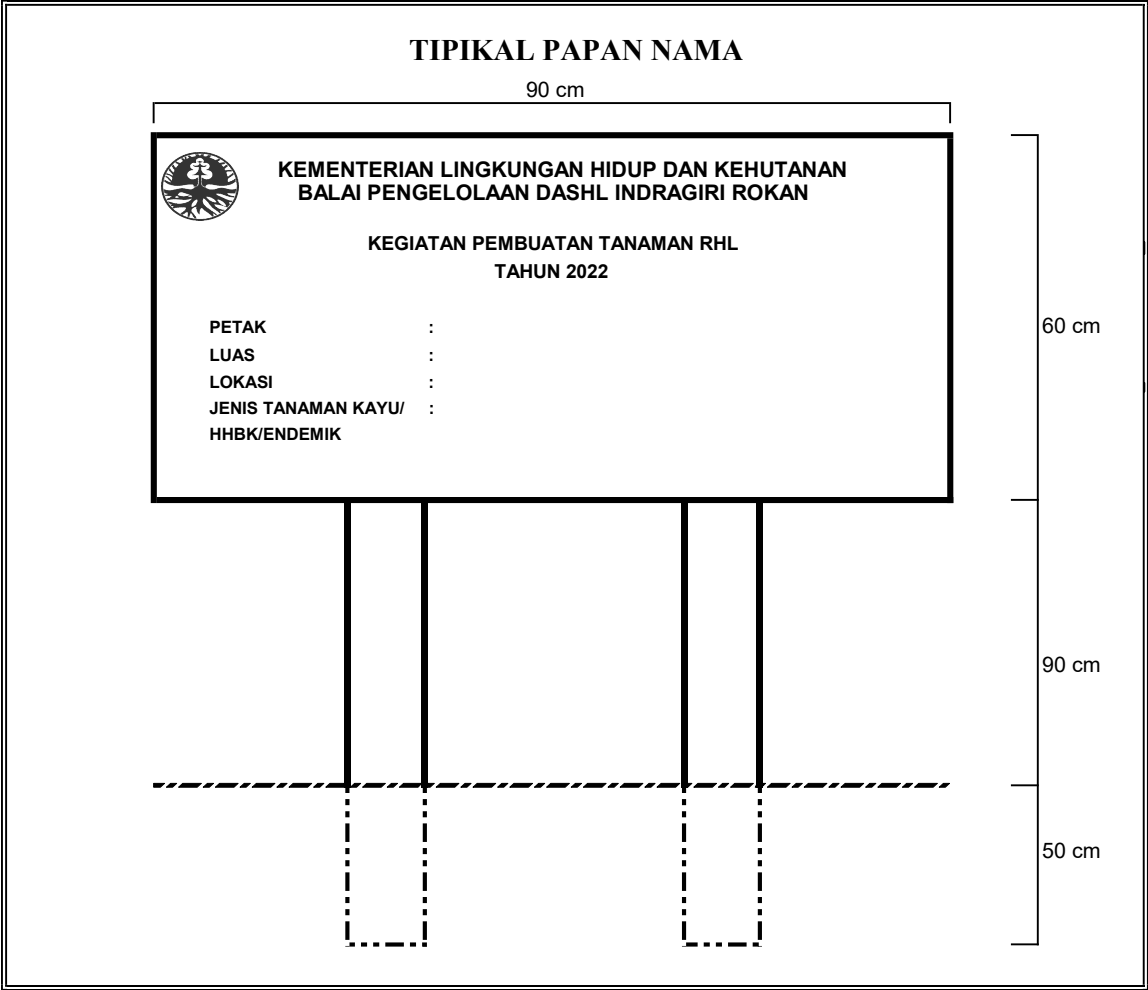 TIPIKAL PAPAN NAMA
90 cm
KEMENTERIAN LINGKUNGAN HIDUP DAN KEHUTANAN
BALAI PENGELOLAAN DASHL INDRAGIRI ROKAN
KEGIATAN PEMBUATAN TANAMAN RHL
TAHUN 2022
PETAK :
LUAS :
LOKASI :
JENIS TANAMAN KAYU/ :
HHBK/ENDEMIK
60 cm
90 cm
50 cm